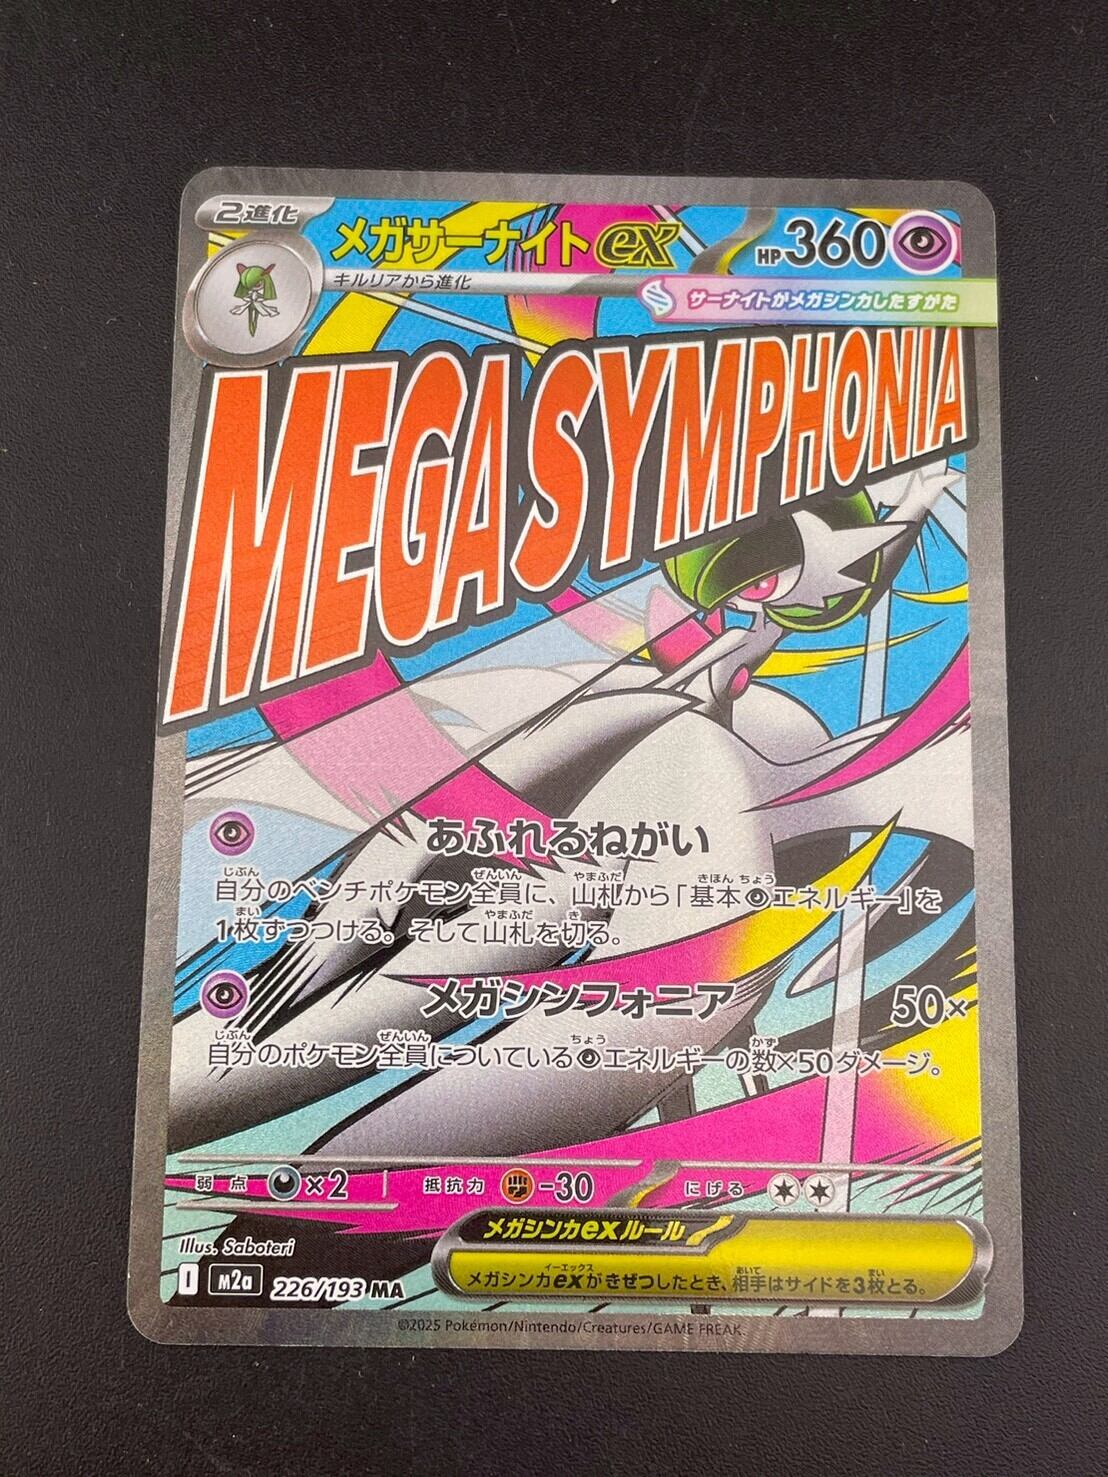 2進化
メガサーナイトex
HP360
キルリアから進化
サーナイトがメガシンカしたすがた
MEGA SYMPHONIA
あふれるねがい
自分のベンチポケモン全員に、山札から「基本エネルギー」を
1枚ずつつける。そして山札を切る。
メガシンフォニア 50×
自分のポケモン全員についているエネルギーの数×50ダメージ。
弱点 ×2 抵抗力 -30 にげる
Illus. Saboteri
メガシンカexルール
メガシンカexがきぜつしたとき、相手はサイドを3枚とる。
I m2a 226/193 MA
©2025 Pokémon/Nintendo/Creatures/GAME FREAK.